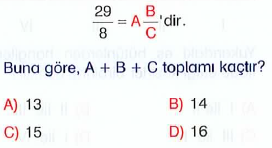 29/8 = A B/C 'dir.
Buna göre, A + B + C toplamı kaçtır?
A) 13 B) 14
C) 15 D) 16